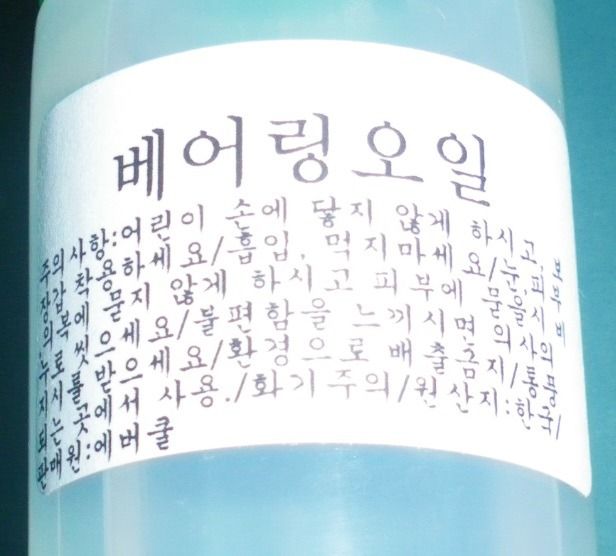 베어링오일
주의사항:어린이 손에 닿지 않게 하시고,보
장갑 착용하세요/흡입, 먹지마세요/눈,피부
의복에 묻지 않게 하시고 피부에 묻을시 비
누로 씻으세요/불편함을 느끼시면 의사의
지시를 받으세요/환경으로 배출금지/통풍
되는 곳에서 사용./화기주의/원산지:한국/
판매원:에버쿨